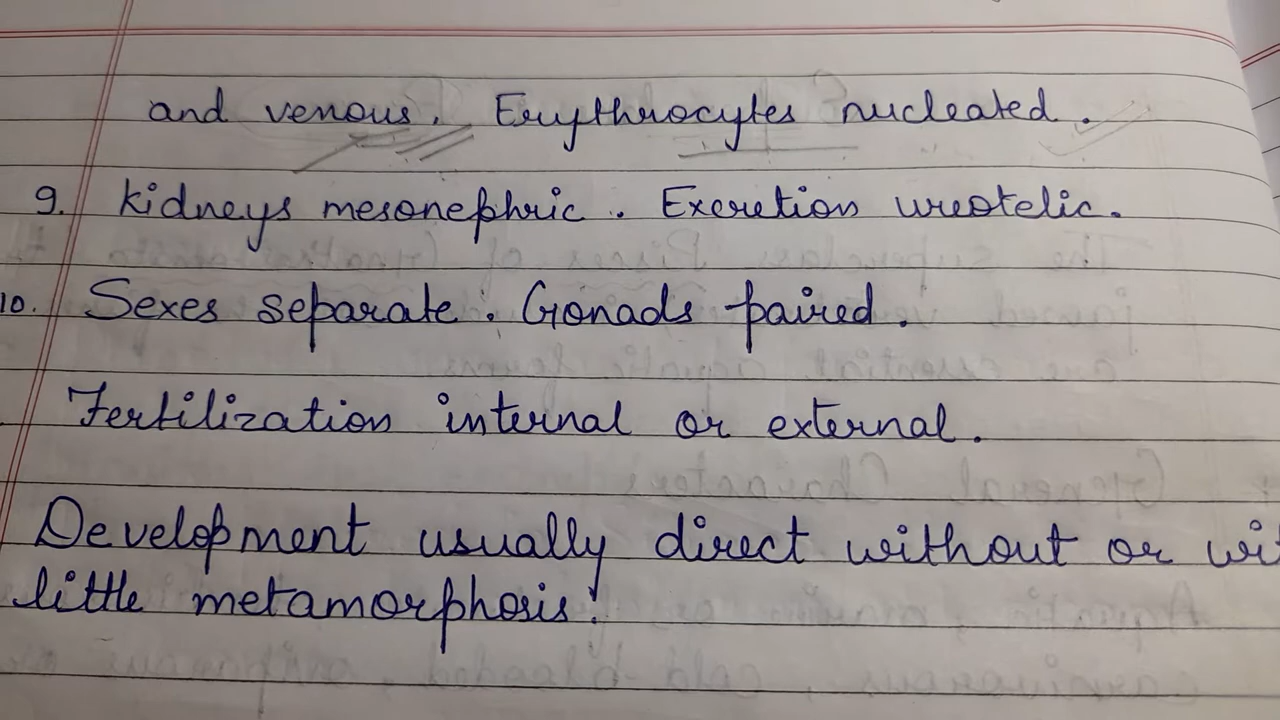 and venous. Erythrocytes nucleated.
9. Kidneys mesonephric. Excretion ureotelic.
10. Sexes separate. Gonads paired.
Fertilization internal or external.
Development usually direct without or wi
little metamorphosis.